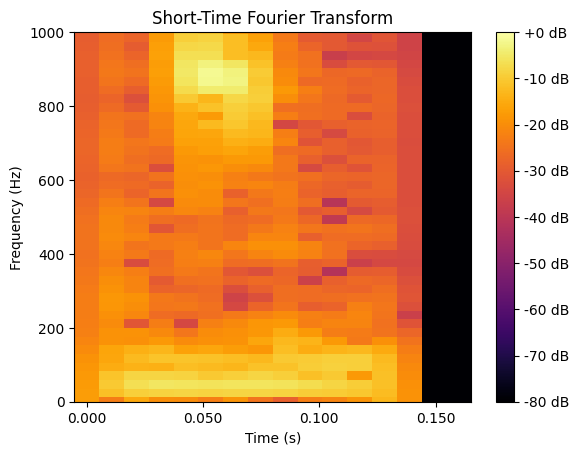 Short-Time Fourier Transform
1000
800
600
400
200
0
Frequency (Hz)
0.000
0.050
0.100
0.150
Time (s)
+0 dB
-10 dB
-20 dB
-30 dB
-40 dB
-50 dB
-60 dB
-70 dB
-80 dB